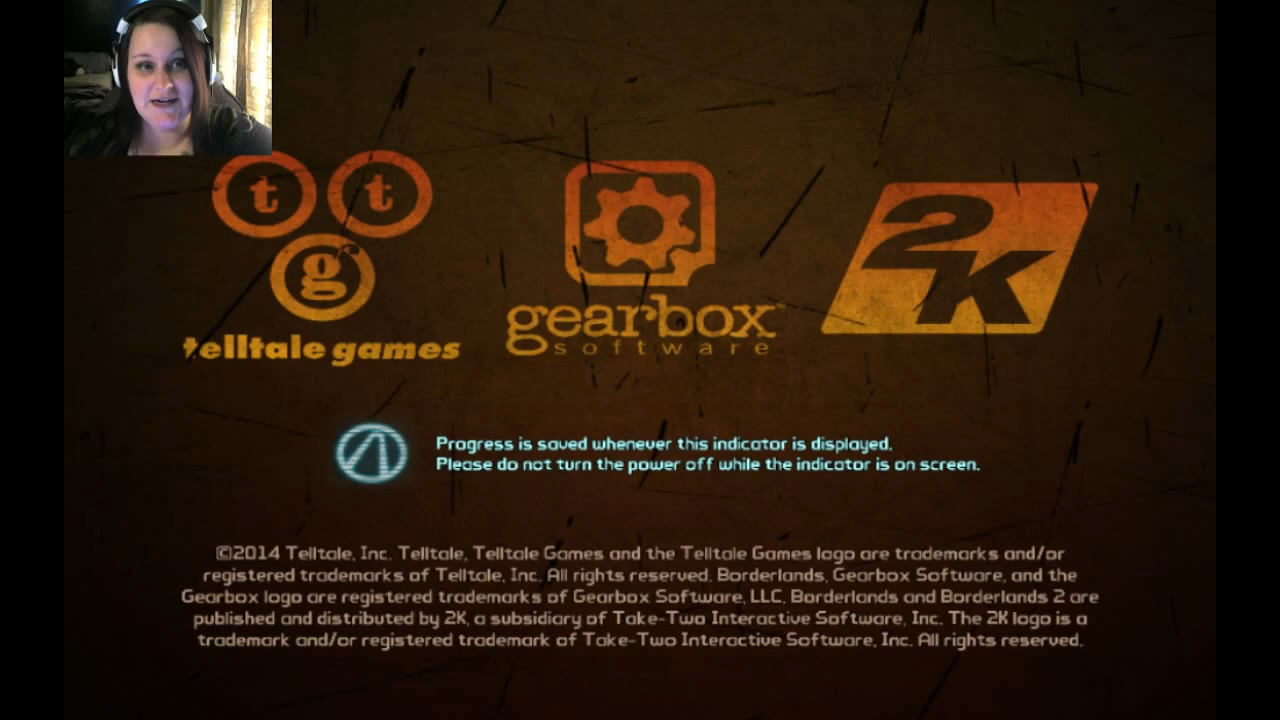 t t
g
telltale games
gearbox
software
2K
Progress is saved whenever this indicator is displayed.
Please do not turn the power off while the indicator is on screen.
©2014 Telltale, Inc. Telltale, Telltale Games and the Telltale Games logo are trademarks and/or
registered trademarks of Telltale, Inc. All rights reserved. Borderlands, Gearbox Software, and the
Gearbox logo are registered trademarks of Gearbox Software, LLC. Borderlands and Borderlands 2 are
published and distributed by 2K, a subsidiary of Take-Two Interactive Software, Inc. The 2K logo is a
trademark and/or registered trademark of Take-Two Interactive Software, Inc. All rights reserved.